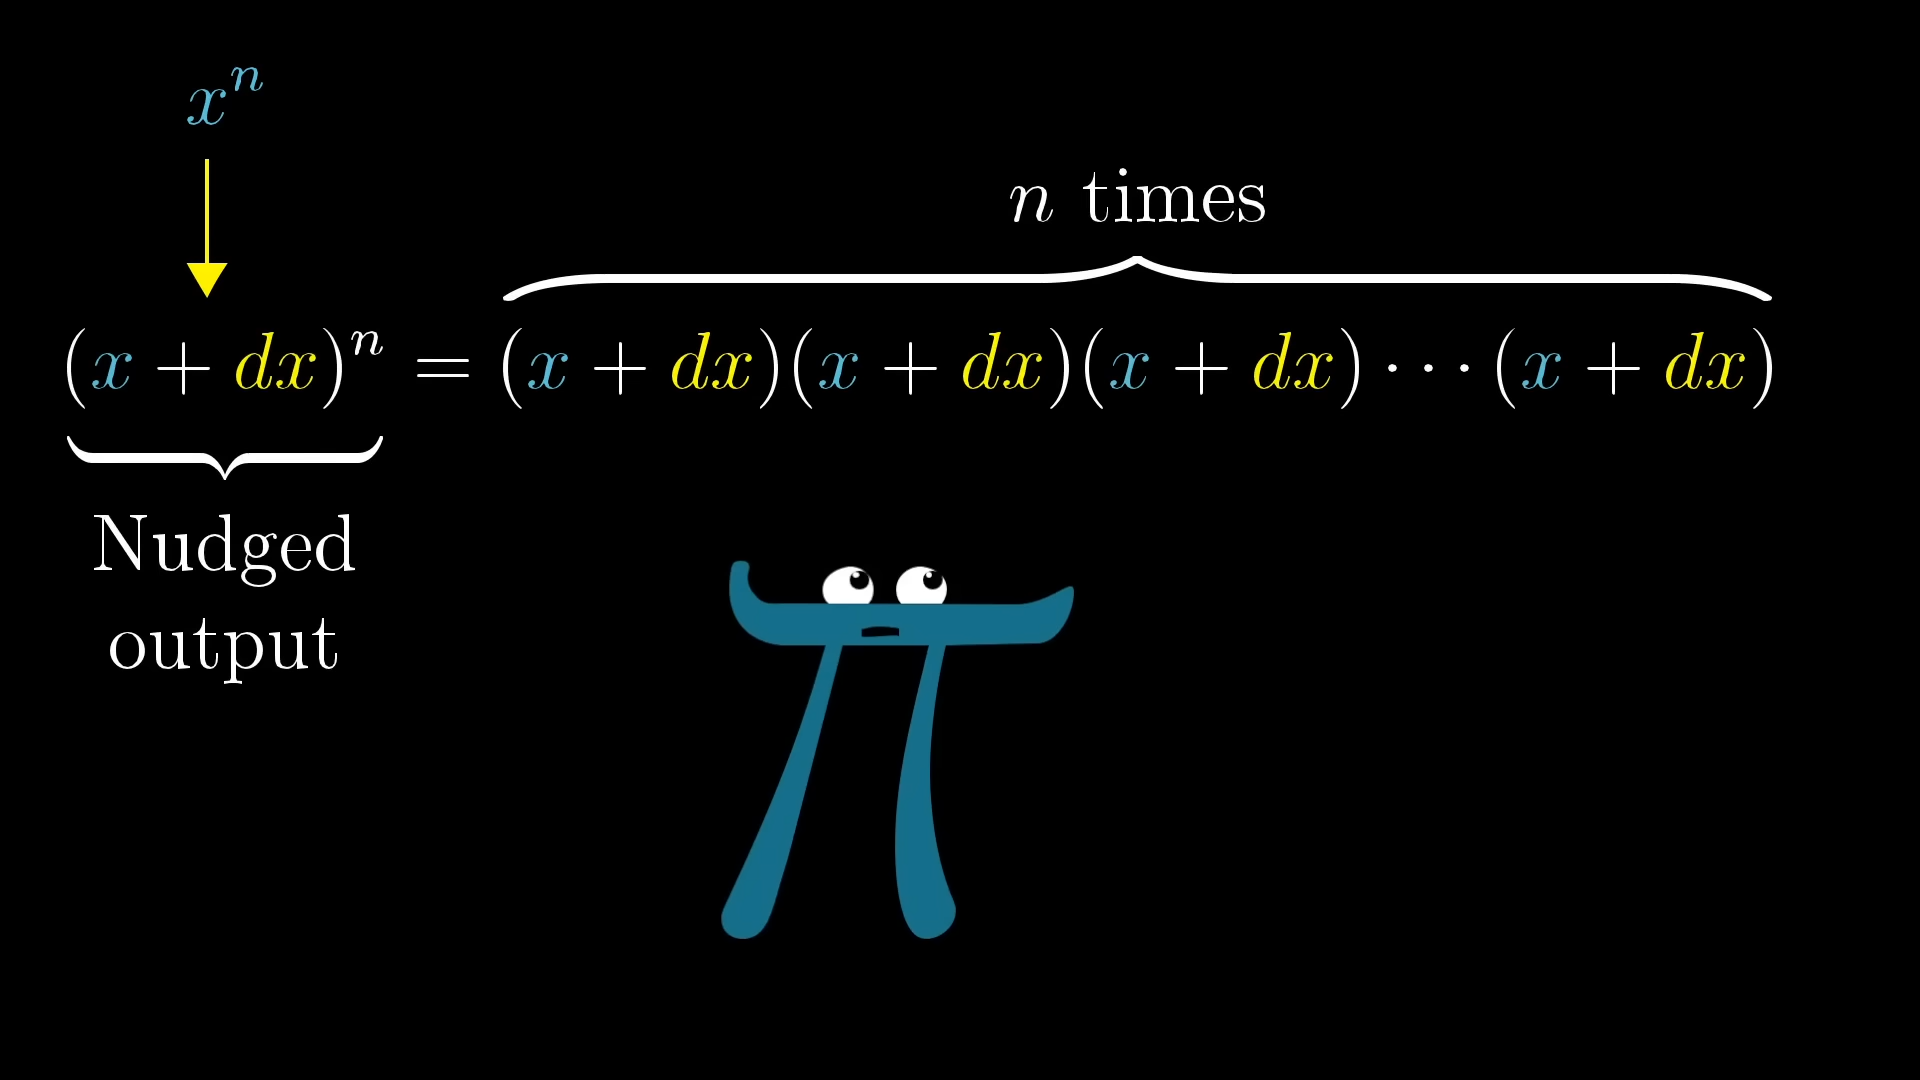 xⁿ
n times
(x + dx)ⁿ = (x + dx)(x + dx)(x + dx) ··· (x + dx)
Nudged
output